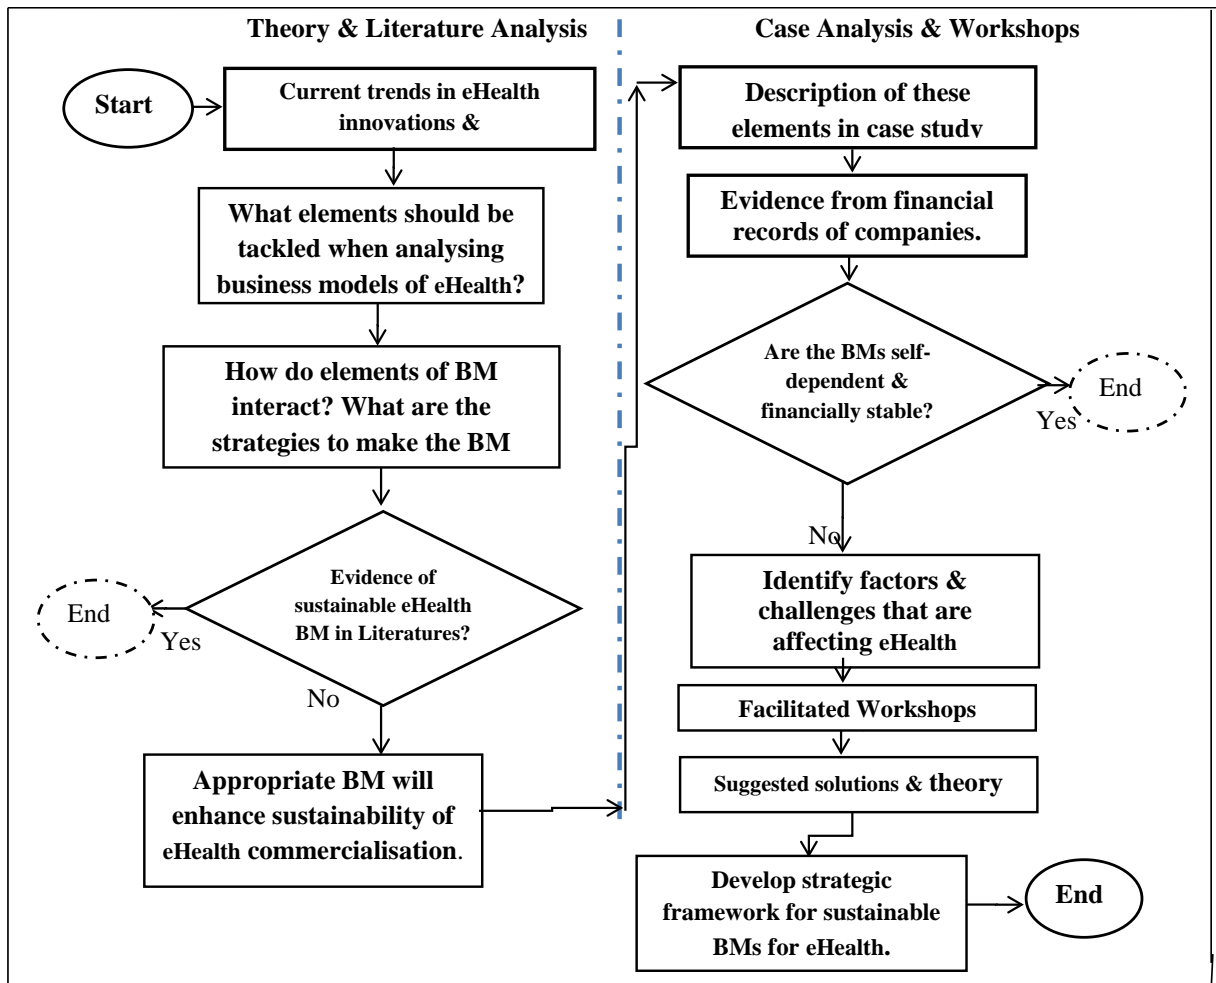 Theory & Literature Analysis
Start
Current trends in eHealth
innovations &
What elements should be
tackled when analysing
business models of eHealth?
How do elements of BM
interact? What are the
strategies to make the BM
Evidence of
sustainable eHealth
BM in Literatures?
End
Yes
No
Appropriate BM will
enhance sustainability of
eHealth commercialisation.
Case Analysis & Workshops
Description of these
elements in case study
Evidence from financial
records of companies.
Are the BMs self-
dependent &
financially stable?
End
Yes
No
Identify factors &
challenges that are
affecting eHealth
Facilitated Workshops
Suggested solutions & theory
Develop strategic
framework for sustainable
BMs for eHealth.
End